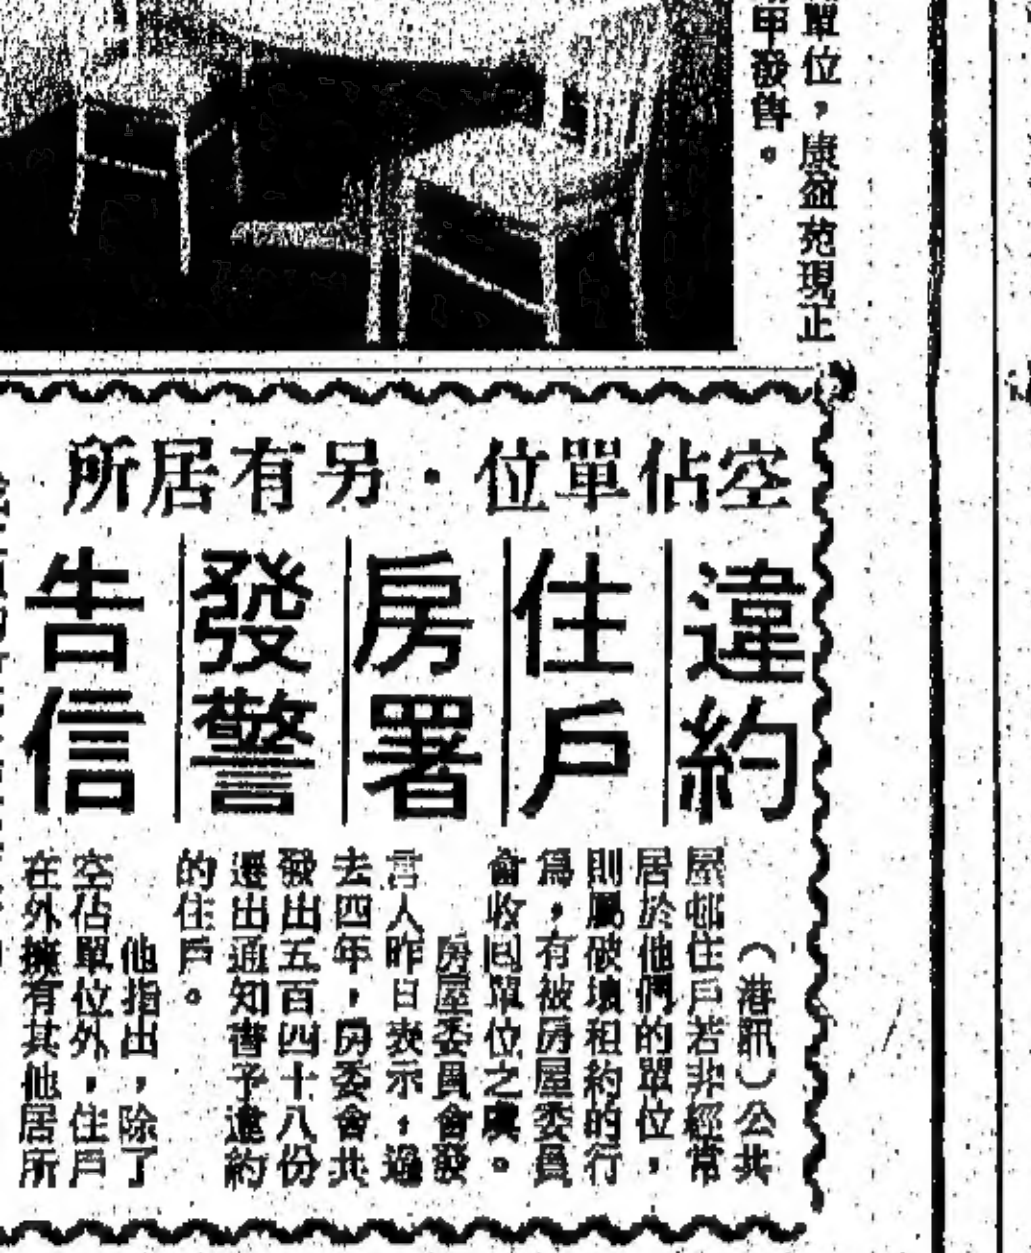 單位，康盈苑現正
甲發售。
空佔單位·另有居所
違約
住戶
房署
發警
告信
（港訊）公共
屋邨住戶若非經常
居於他們的單位，
則屬破壞租約的行
為，有被房屋委員
會收回單位之虞。
房屋委員會發
言人昨日表示，過
去四年，房委會共
發出五百四十八份
遷出通知書予違約
的住戶。
他指出，除了
空佔單位外，住戶
在外擁有其他居所